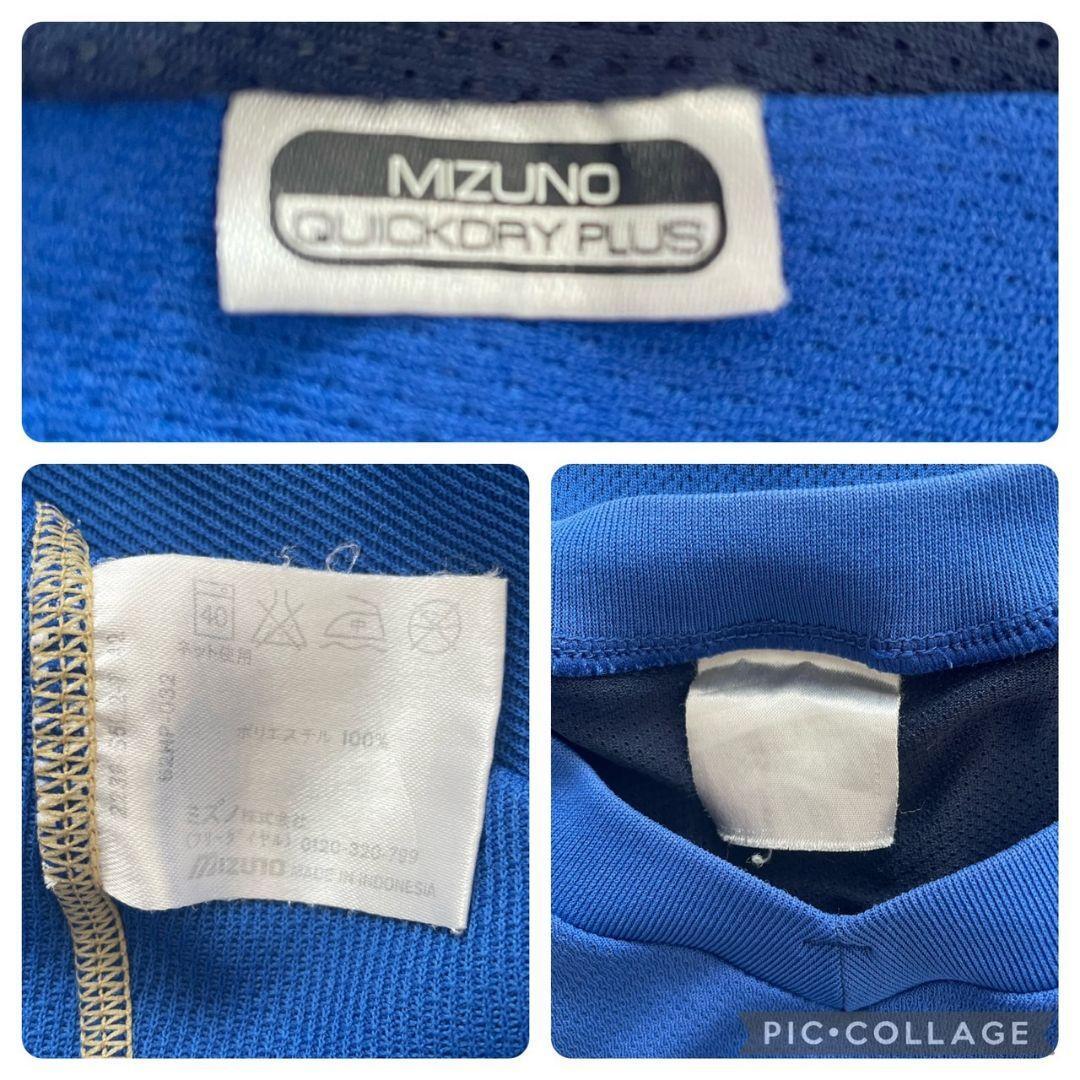 MIZUNO
QUICKDRY PLUS
40
ネット使用
62HP-
ポリエステル 100%
ミズノ株式会社
0120-320-799
MIZUNO MADE IN INDONESIA
PIC•COLLAGE